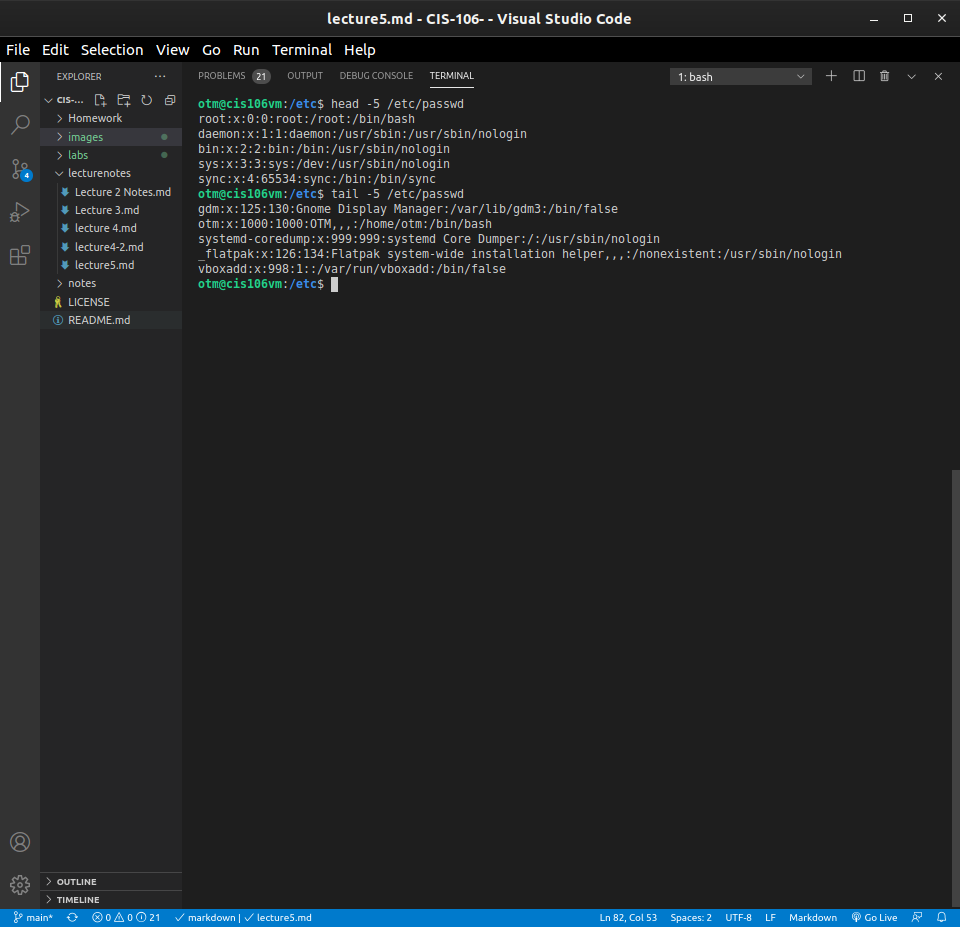 lecture5.md - CIS-106- - Visual Studio Code
File Edit Selection View Go Run Terminal Help
EXPLORER
CIS-...
Homework
images
labs
lecturenotes
Lecture 2 Notes.md
Lecture 3.md
lecture 4.md
lecture4-2.md
lecture5.md
notes
LICENSE
README.md
4
OUTLINE
TIMELINE
PROBLEMS 21 OUTPUT DEBUG CONSOLE TERMINAL 1: bash
otm@cis106vm:/etc$ head -5 /etc/passwd
root:x:0:0:root:/root:/bin/bash
daemon:x:1:1:daemon:/usr/sbin:/usr/sbin/nologin
bin:x:2:2:bin:/bin:/usr/sbin/nologin
sys:x:3:3:sys:/dev:/usr/sbin/nologin
sync:x:4:65534:sync:/bin:/bin/sync
otm@cis106vm:/etc$ tail -5 /etc/passwd
gdm:x:125:130:Gnome Display Manager:/var/lib/gdm3:/bin/false
otm:x:1000:1000:OTM,,,:/home/otm:/bin/bash
systemd-coredump:x:999:999:systemd Core Dumper:/:/usr/sbin/nologin
_flatpak:x:126:134:Flatpak system-wide installation helper,,,:/nonexistent:/usr/sbin/nologin
vboxadd:x:998:1::/var/run/vboxadd:/bin/false
otm@cis106vm:/etc$
main* 0 0 21 markdown | lecture5.md Ln 82, Col 53 Spaces: 2 UTF-8 LF Markdown Go Live